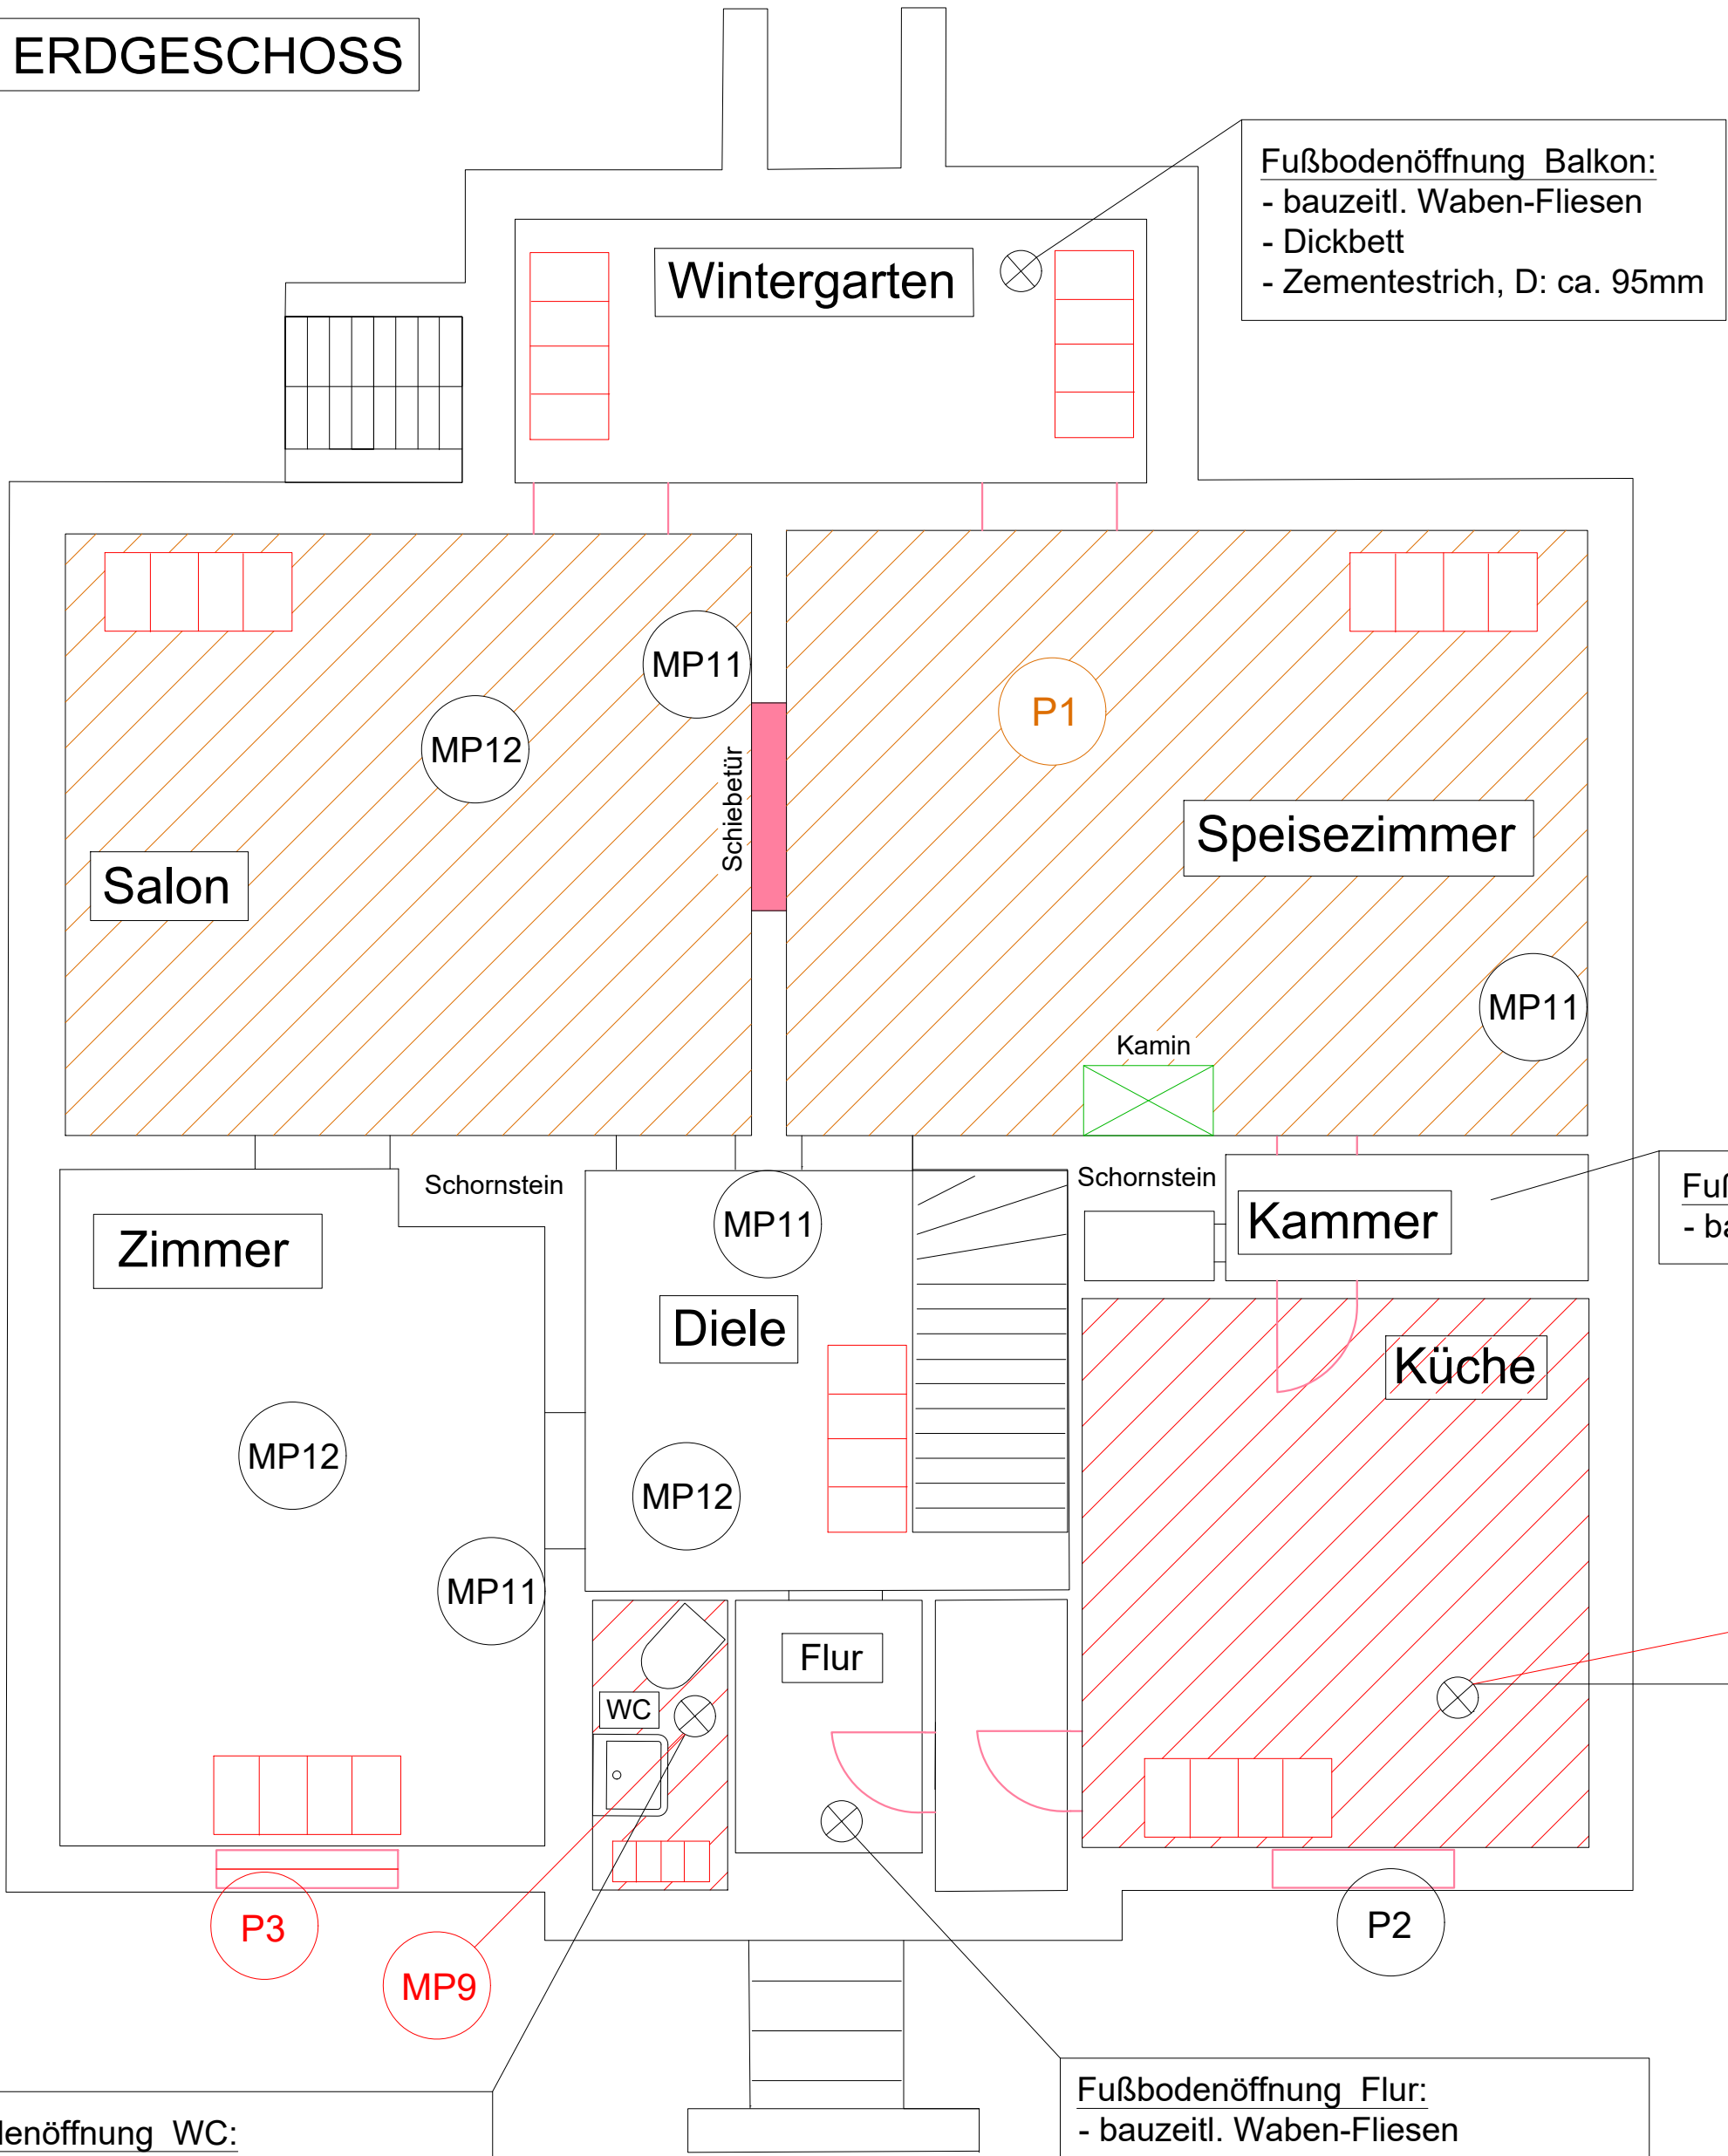 ERDGESCHOSS
Fußbodenöffnung Balkon:
- bauzeitl. Waben-Fliesen
- Dickbett
- Zementestrich, D: ca. 95mm
Wintergarten
MP11
MP12
P1
Schiebetür
Speisezimmer
Salon
MP11
Kamin
Schornstein
Schornstein
Zimmer
MP11
Kammer
Diele
Küche
MP12
MP12
MP11
Flur
WC
P3
P2
MP9
Fußbodenöffnung Flur:
- bauzeitl. Waben-Fliesen
WC: